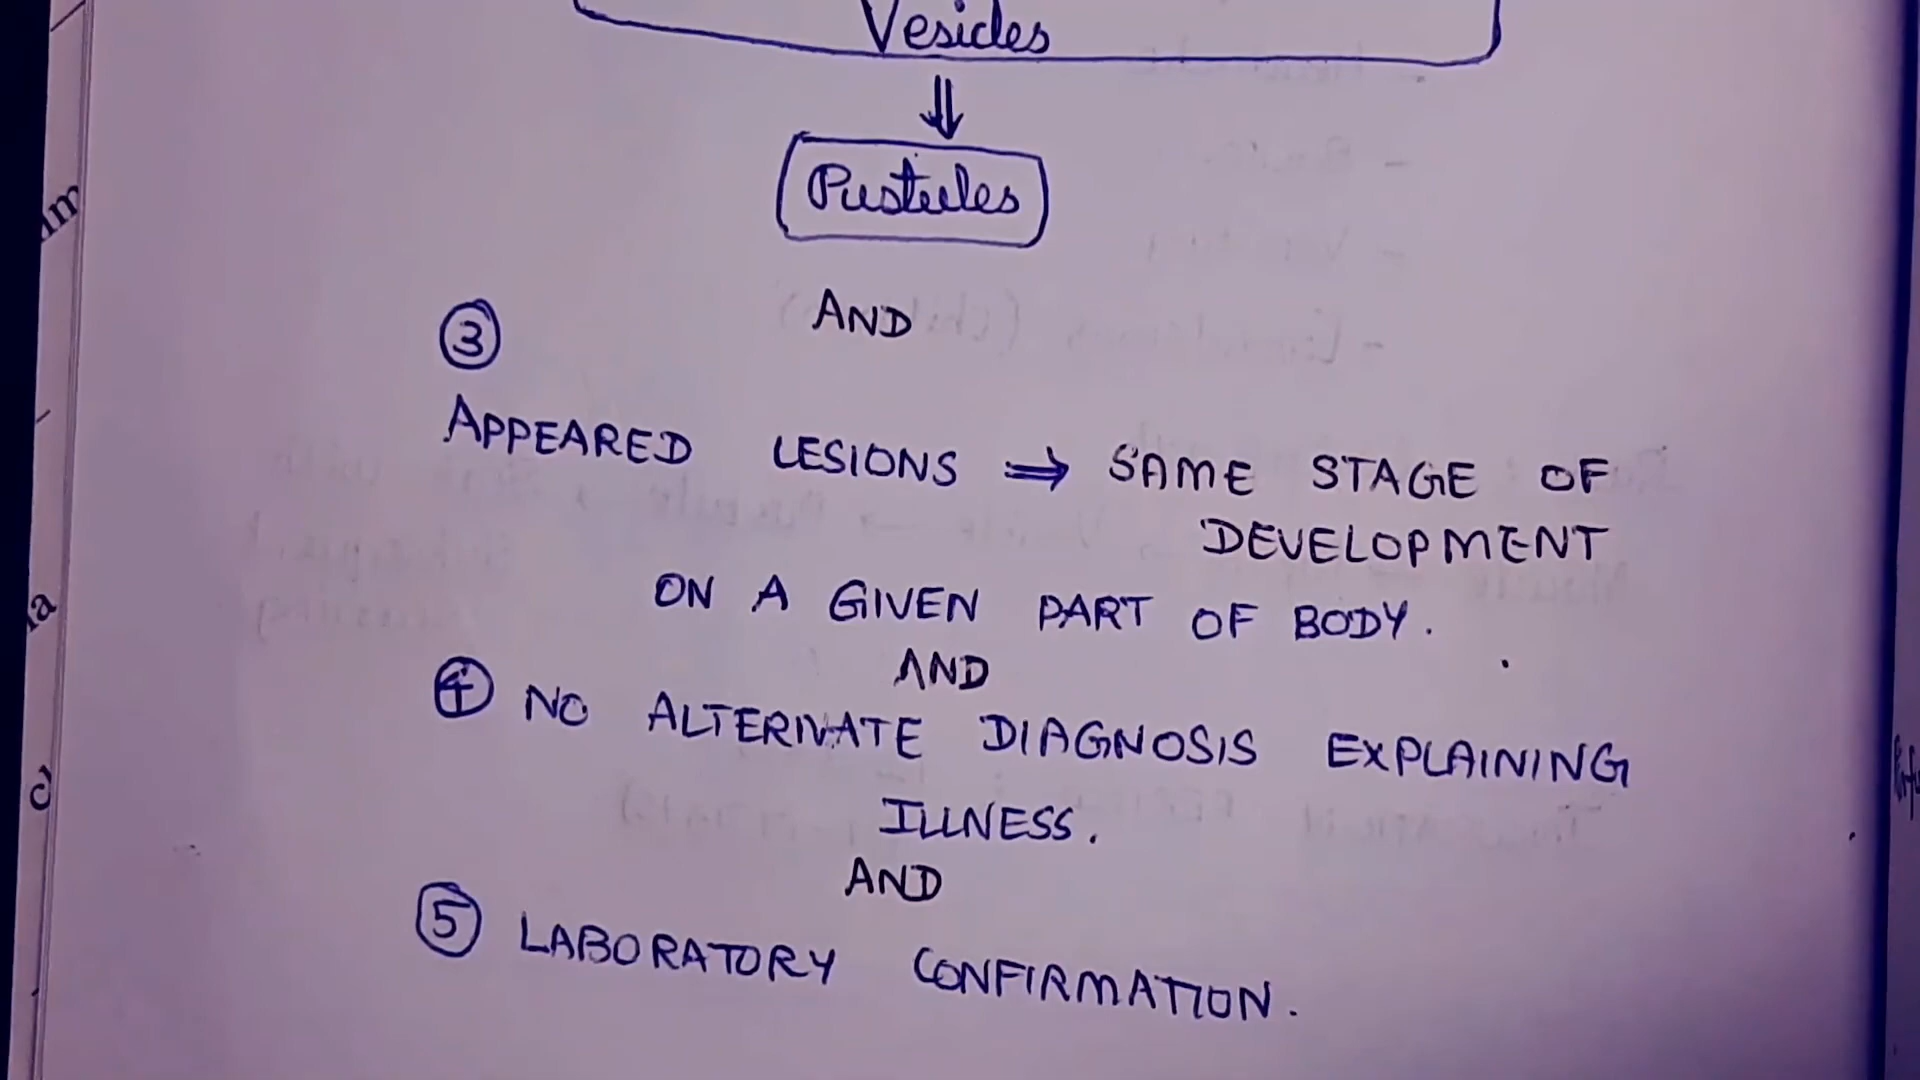 Vesicles
⇓
Pustules
AND
③
APPEARED LESIONS ⇒ SAME STAGE OF
DEVELOPMENT
ON A GIVEN PART OF BODY.
AND
④ NO ALTERNATE DIAGNOSIS EXPLAINING
ILLNESS.
AND
⑤ LABORATORY CONFIRMATION.